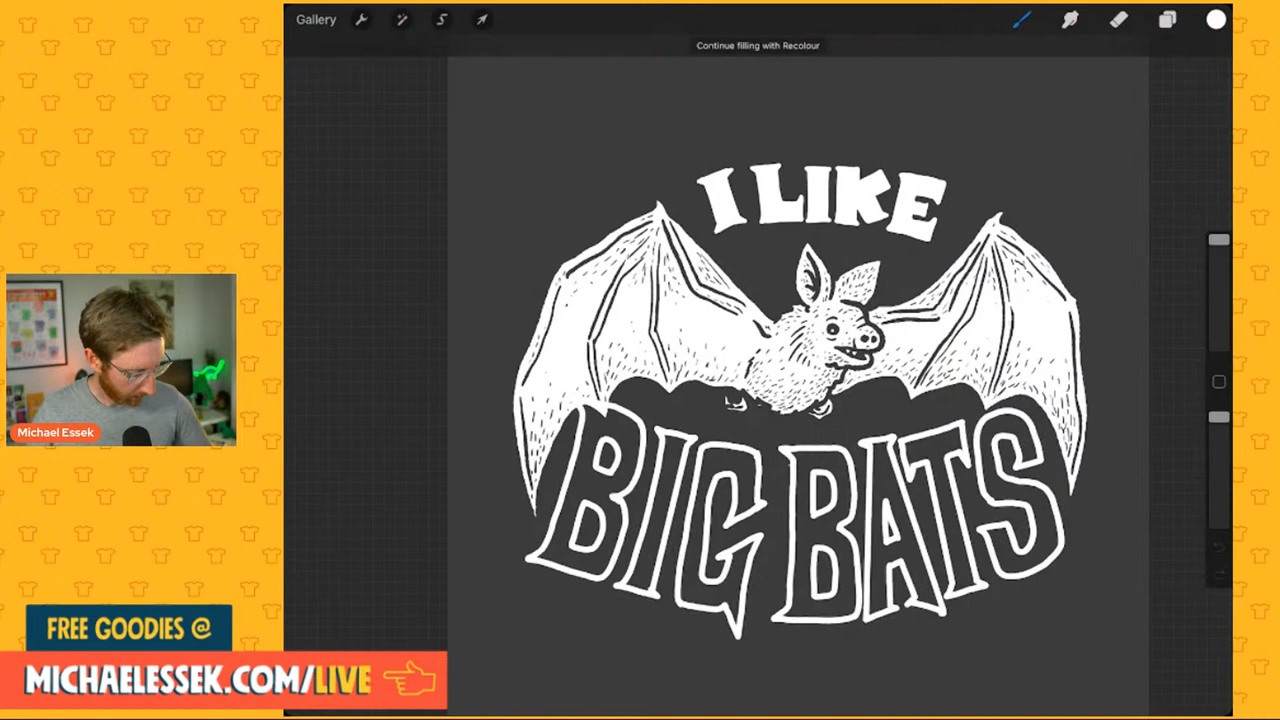 Gallery
Continue filling with Recolour
I LIKE
BIG BATS
Michael Essek
FREE GOODIES @
MICHAELESSEK.COM/LIVE